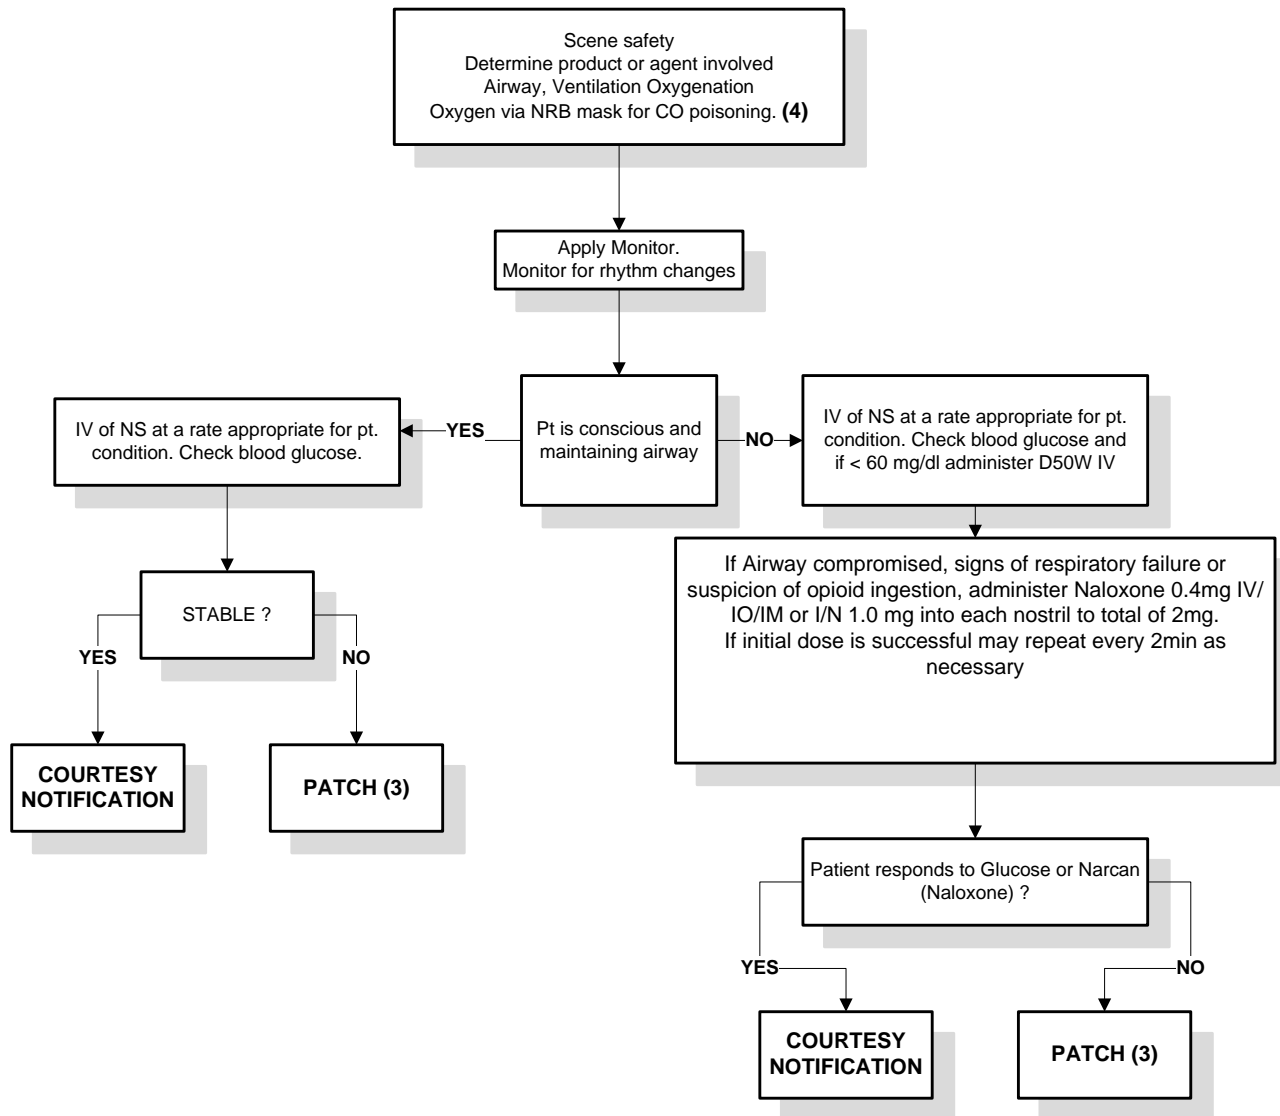 Scene safety
Determine product or agent involved
Airway, Ventilation Oxygenation
Oxygen via NRB mask for CO poisoning. (4)
Apply Monitor.
Monitor for rhythm changes
Pt is conscious and
maintaining airway
YES
NO
IV of NS at a rate appropriate for pt.
condition. Check blood glucose.
IV of NS at a rate appropriate for pt.
condition. Check blood glucose and
if < 60 mg/dl administer D50W IV
STABLE ?
YES
NO
COURTESY
NOTIFICATION
PATCH (3)
If Airway compromised, signs of respiratory failure or
suspicion of opioid ingestion, administer Naloxone 0.4mg IV/
IO/IM or I/N 1.0 mg into each nostril to total of 2mg.
If initial dose is successful may repeat every 2min as
necessary
Patient responds to Glucose or Narcan
(Naloxone) ?
YES
NO
COURTESY
NOTIFICATION
PATCH (3)